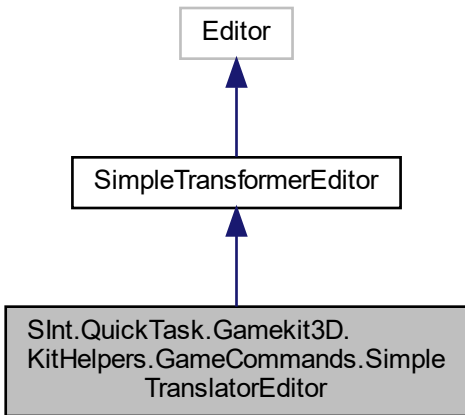 Editor
SimpleTransformerEditor
SInt.QuickTask.Gamekit3D.
KitHelpers.GameCommands.Simple
TranslatorEditor